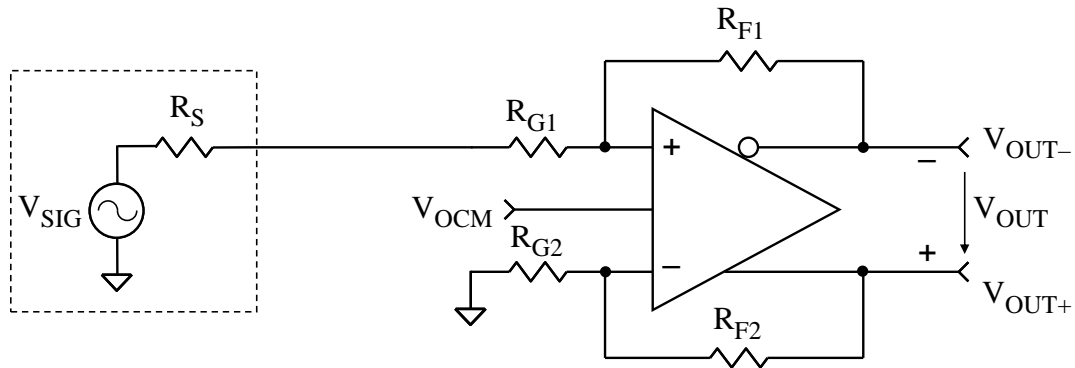 R_F1
R_S
R_G1
+
V_OUT–
–
V_SIG
V_OCM
V_OUT
R_G2
–
+
V_OUT+
R_F2